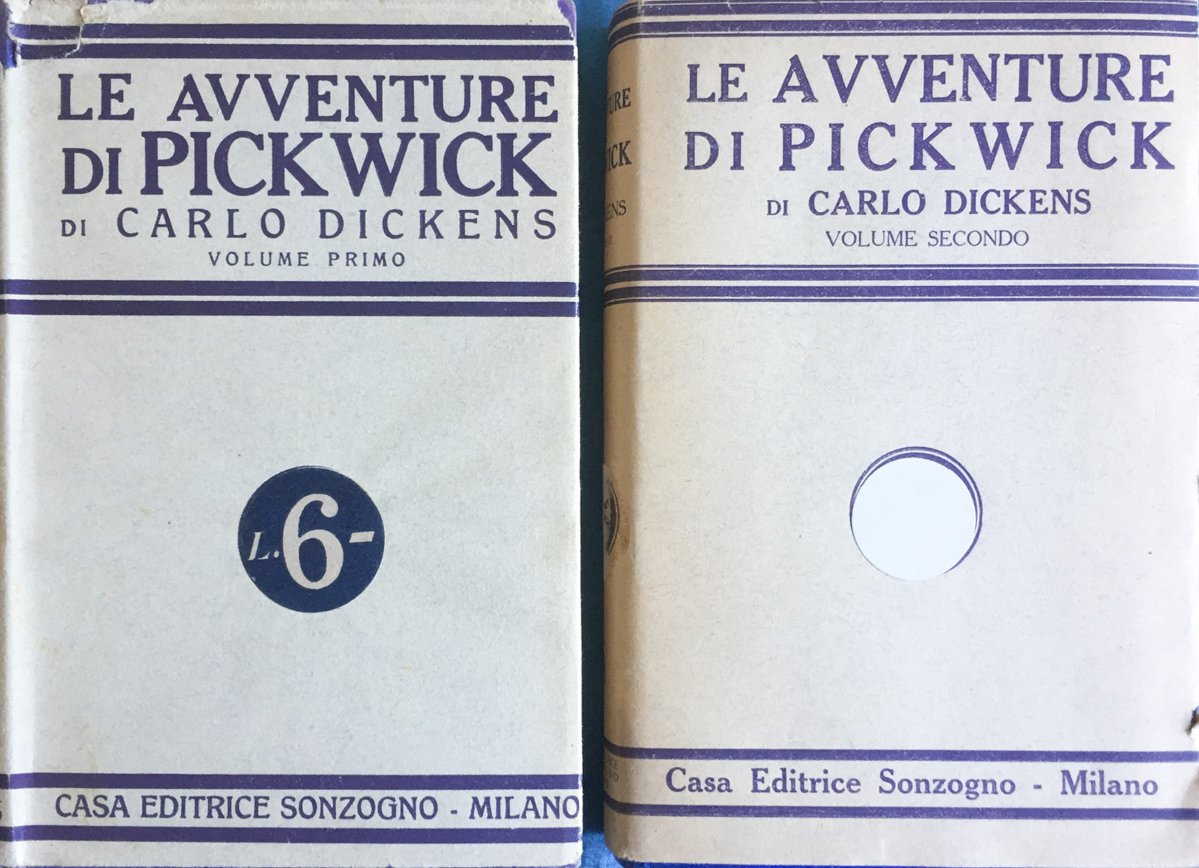 LE AVVENTURE
DI PICKWICK
DI CARLO DICKENS
VOLUME PRIMO
L. 6-
CASA EDITRICE SONZOGNO - MILANO
LE AVVENTURE
DI PICKWICK
DI CARLO DICKENS
VOLUME SECONDO
Casa Editrice Sonzogno - Milano